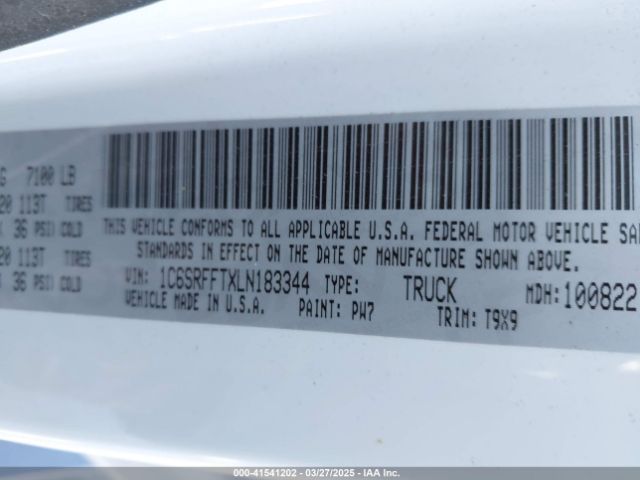 G 7100 LB
20 113T TIRES
36 PSI/COLD
20 113T TIRES
36 PSI/COLD
THIS VEHICLE CONFORMS TO ALL APPLICABLE U.S.A. FEDERAL MOTOR VEHICLE SA
STANDARDS IN EFFECT ON THE DATE OF MANUFACTURE SHOWN ABOVE.
VIN: 1C6SRFFTXLN183344 TYPE: TRUCK MDH:100822
VEHICLE MADE IN U.S.A. PAINT: PW7 TRIM: T9X9
000-41541202 - 03/27/2025 - IAA Inc.